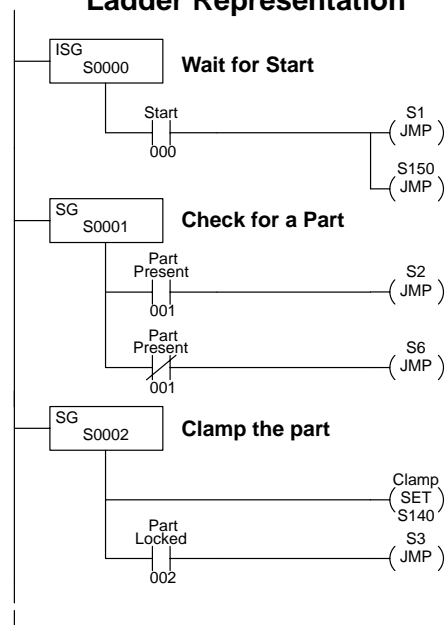 Ladder Representation
ISG
S0000
Wait for Start
Start
000
S1
JMP
S150
JMP
SG
S0001
Check for a Part
Part
Present
001
S2
JMP
Part
Present
001
S6
JMP
SG
S0002
Clamp the part
Clamp
SET
S140
Part
Locked
002
S3
JMP